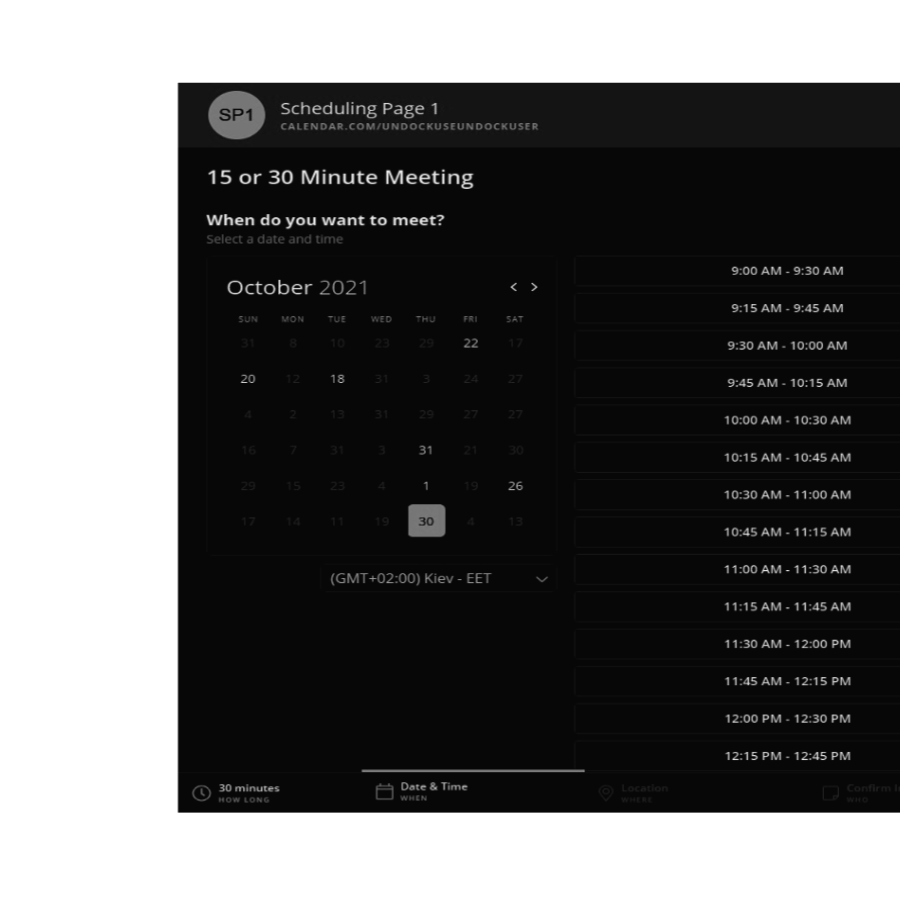 SP1
Scheduling Page 1
CALENDAR.COM/UNDOCKUSEUNDOCKUSER
15 or 30 Minute Meeting
When do you want to meet?
Select a date and time
October 2021 < >
SUN MON TUE WED THU FRI SAT
31 8 10 23 29 22 17
20 12 18 31 3 24 27
4 2 13 31 29 27 27
16 7 31 3 31 21 30
29 15 23 4 1 19 26
17 14 11 19 30 4 13
(GMT+02:00) Kiev - EET
9:00 AM - 9:30 AM
9:15 AM - 9:45 AM
9:30 AM - 10:00 AM
9:45 AM - 10:15 AM
10:00 AM - 10:30 AM
10:15 AM - 10:45 AM
10:30 AM - 11:00 AM
10:45 AM - 11:15 AM
11:00 AM - 11:30 AM
11:15 AM - 11:45 AM
11:30 AM - 12:00 PM
11:45 AM - 12:15 PM
12:00 PM - 12:30 PM
12:15 PM - 12:45 PM
30 minutes
HOW LONG
Date & Time
WHEN
Location
WHERE
Confirm
WHO